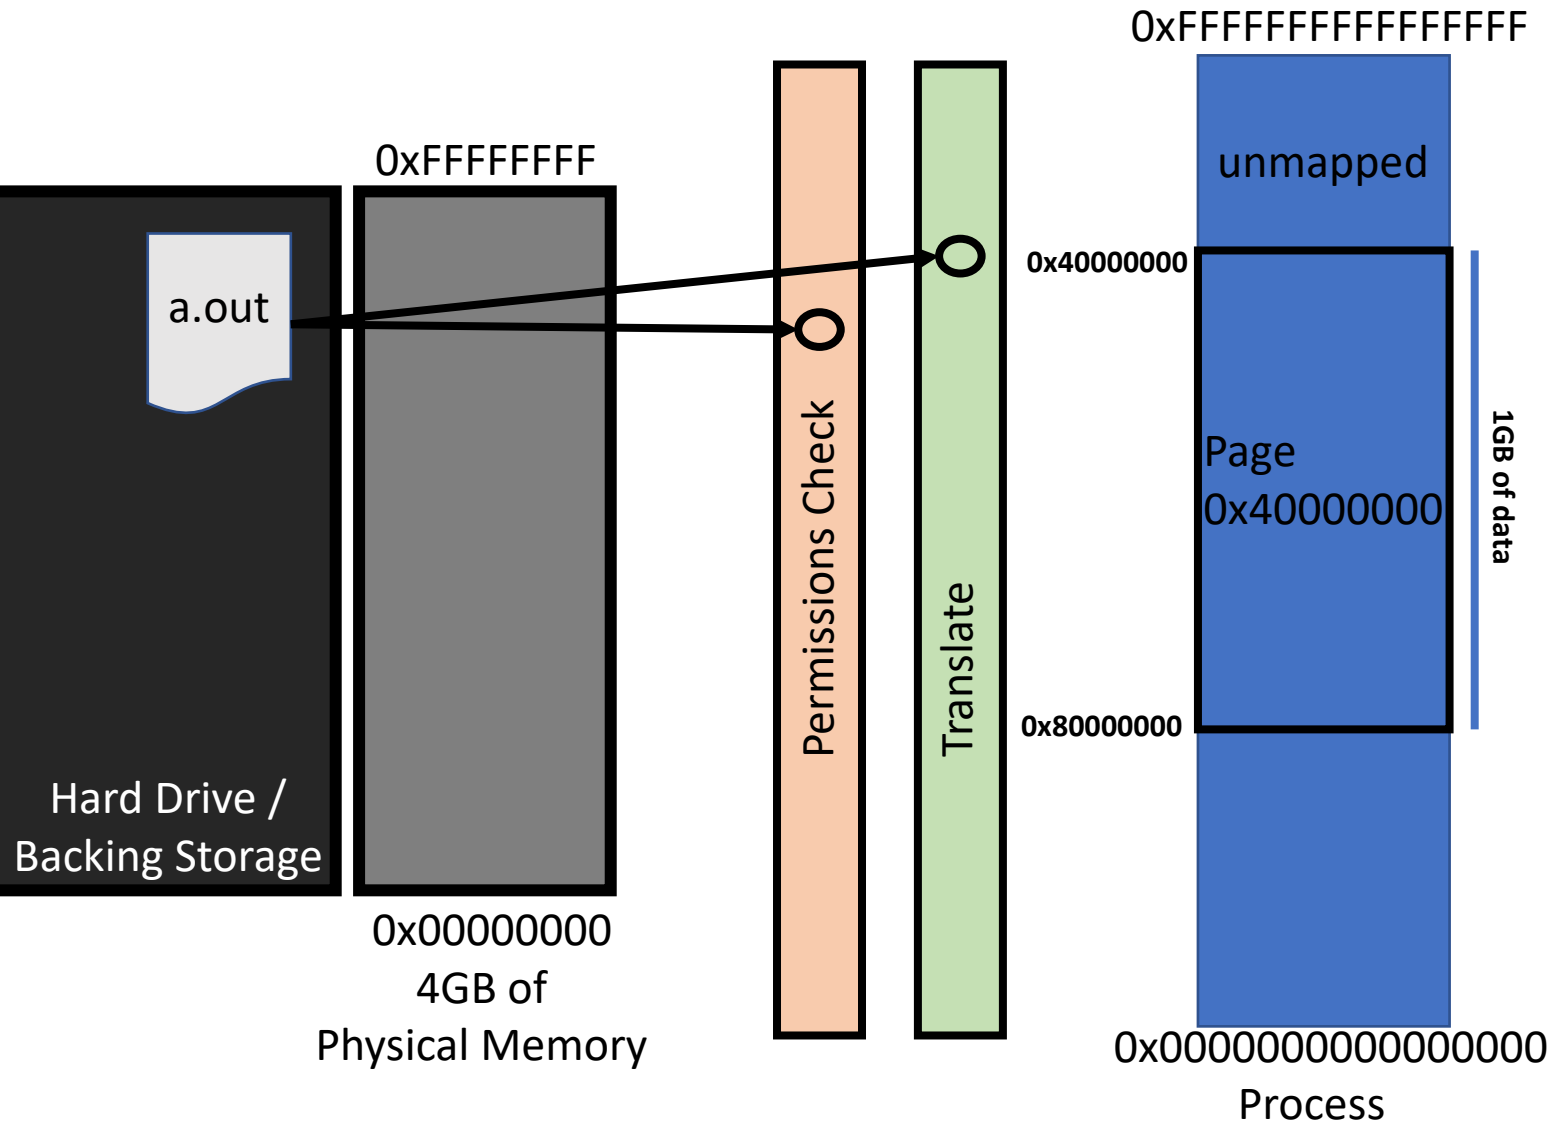 0xFFFFFFFFFFFFFFFF
0xFFFFFFFF
unmapped
a.out
0x40000000
Page
0x40000000
1GB of data
Permissions Check
Translate
0x80000000
Hard Drive /
Backing Storage
0x00000000
4GB of
Physical Memory
0x0000000000000000
Process